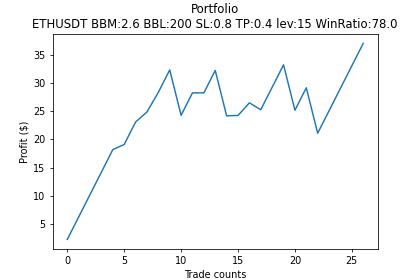 Portfolio
ETHUSDT BBM:2.6 BBL:200 SL:0.8 TP:0.4 lev:15 WinRatio:78.0
35
30
25
20
15
10
5
Profit ($)
0 5 10 15 20 25
Trade counts